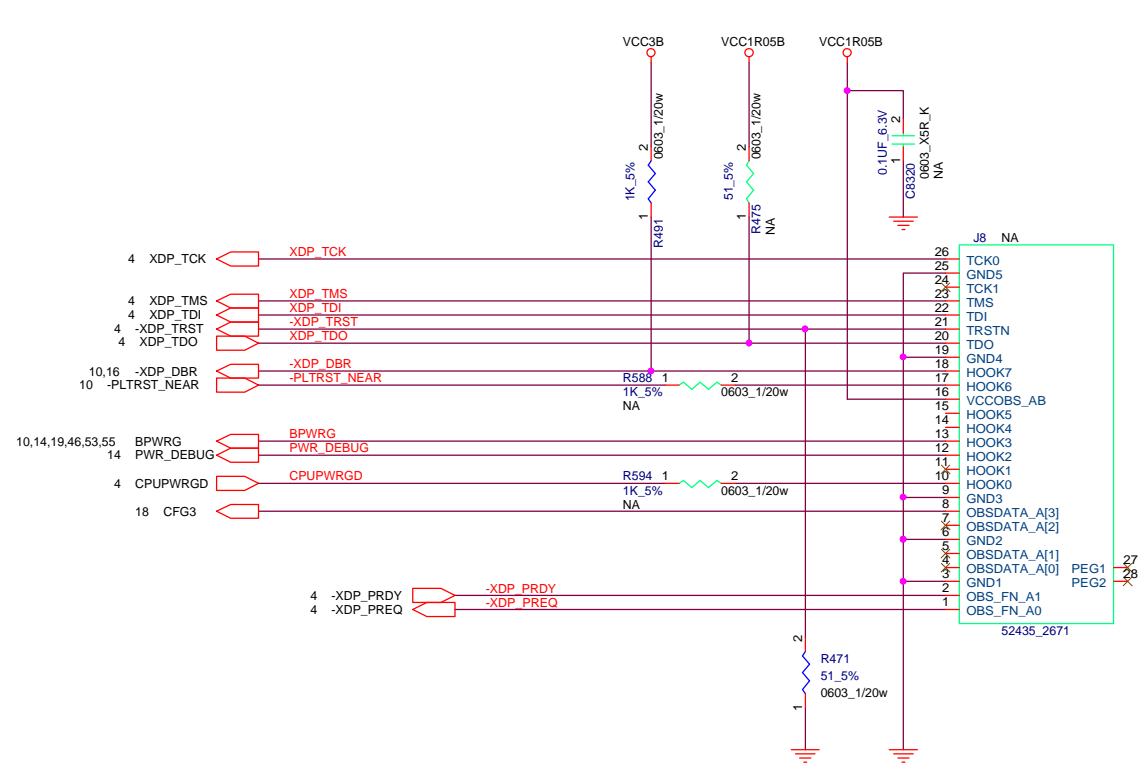 VCC3B
VCC1R05B
VCC1R05B
2
0603_1/20w
1K_5%
1
R491
2
0603_1/20w
51_5%
1
R475
NA
0.1UF_6.3V
2
1
C8320
0603_X5R_K
NA
J8 NA
4 XDP_TCK XDP_TCK 26 TCK0
25 GND5
24 TCK1
4 XDP_TMS XDP_TMS 23 TMS
4 XDP_TDI XDP_TDI 22 TDI
4 -XDP_TRST -XDP_TRST 21 TRSTN
4 XDP_TDO XDP_TDO 20 TDO
19 GND4
10,16 -XDP_DBR -XDP_DBR 18 HOOK7
10 -PLTRST_NEAR -PLTRST_NEAR R588 1 2 17 HOOK6
1K_5% 0603_1/20w 16 VCCOBS_AB
NA 15 HOOK5
14 HOOK4
10,14,19,46,53,55 BPWRG BPWRG 13 HOOK3
14 PWR_DEBUG PWR_DEBUG 12 HOOK2
11 HOOK1
4 CPUPWRGD CPUPWRGD R594 1 2 10 HOOK0
1K_5% 0603_1/20w 9 GND3
NA
18 CFG3 8 OBSDATA_A[3]
7 OBSDATA_A[2]
6 GND2
5 OBSDATA_A[1]
4 OBSDATA_A[0] PEG1 27
3 GND1 PEG2 28
4 -XDP_PRDY -XDP_PRDY 2 OBS_FN_A1
4 -XDP_PREQ -XDP_PREQ 1 OBS_FN_A0
52435_2671
2
R471
51_5%
0603_1/20w
1